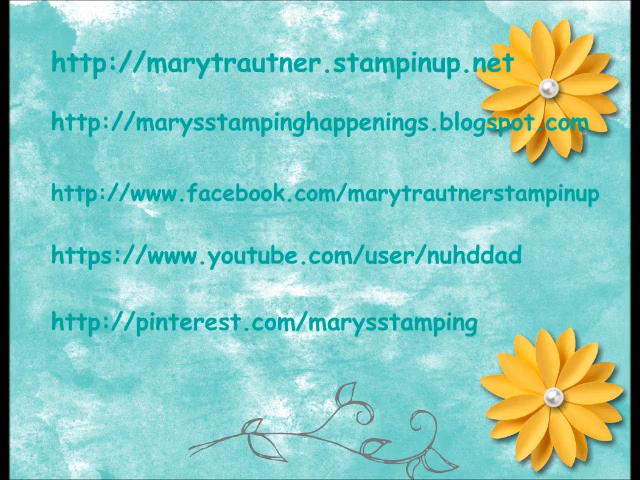 http://marytrautner.stampinup.net
http://marysstampinghappenings.blogspot.com
http://www.facebook.com/marytrautnerstampinup
https://www.youtube.com/user/nuhddad
http://pinterest.com/marysstamping